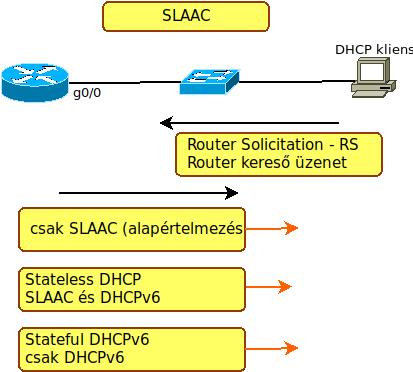 SLAAC
DHCP kliens
g0/0
Router Solicitation - RS
Router kereső üzenet
csak SLAAC (alapértelmezés
Stateless DHCP
SLAAC és DHCPv6
Stateful DHCPv6
csak DHCPv6